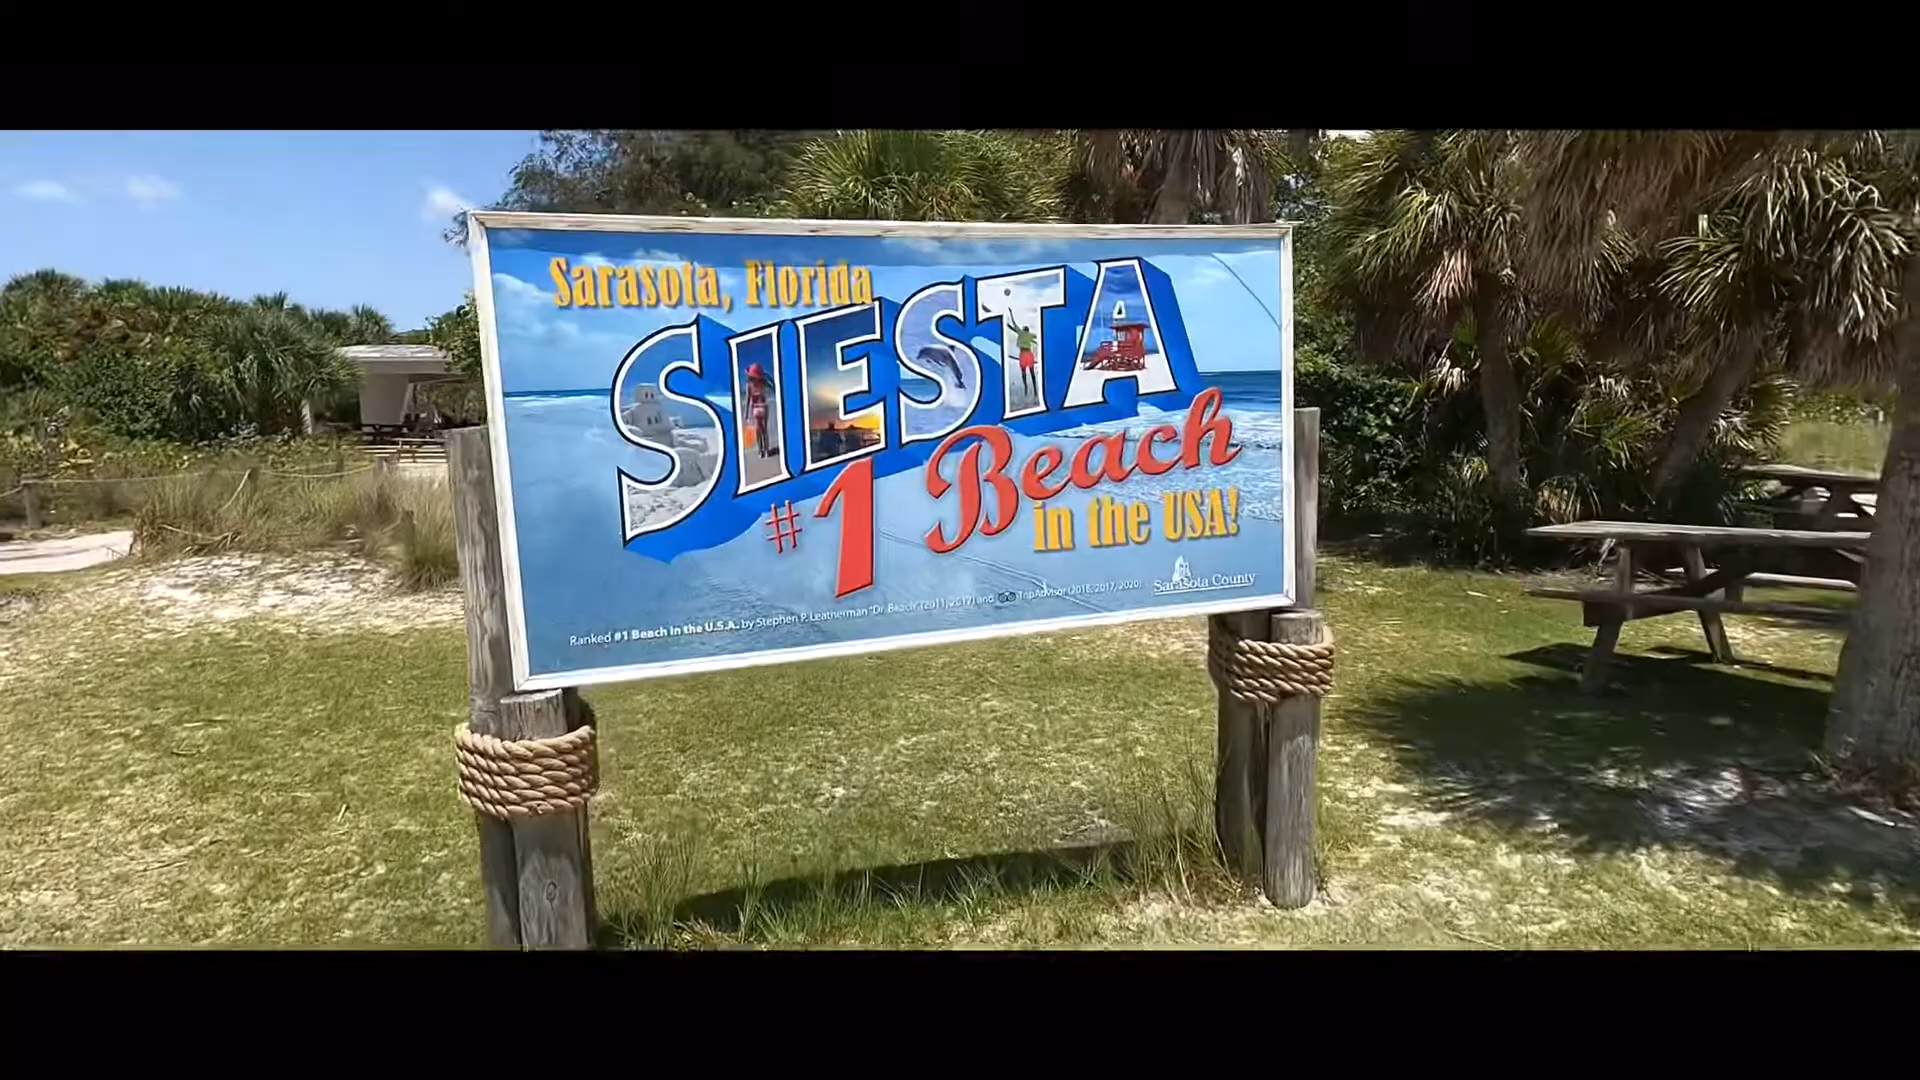 Sarasota, Florida
SIESTA
#1 Beach
in the USA!
Sarasota County
Ranked #1 Beach in the U.S.A. by Stephen P. Leatherman "Dr. Beach" (2011, 2017) and TripAdvisor (2016, 2017, 2020)